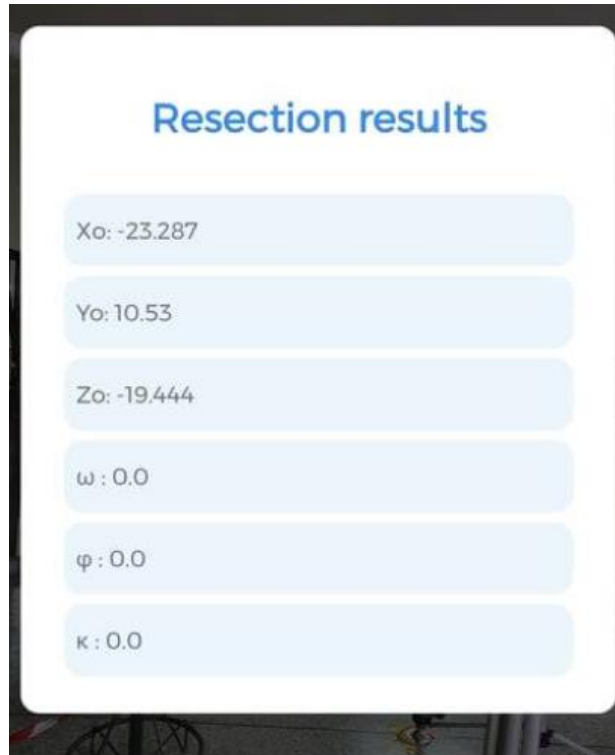 Resection results
Xo: -23.287
Yo: 10.53
Zo: -19.444
ω : 0.0
φ : 0.0
κ : 0.0